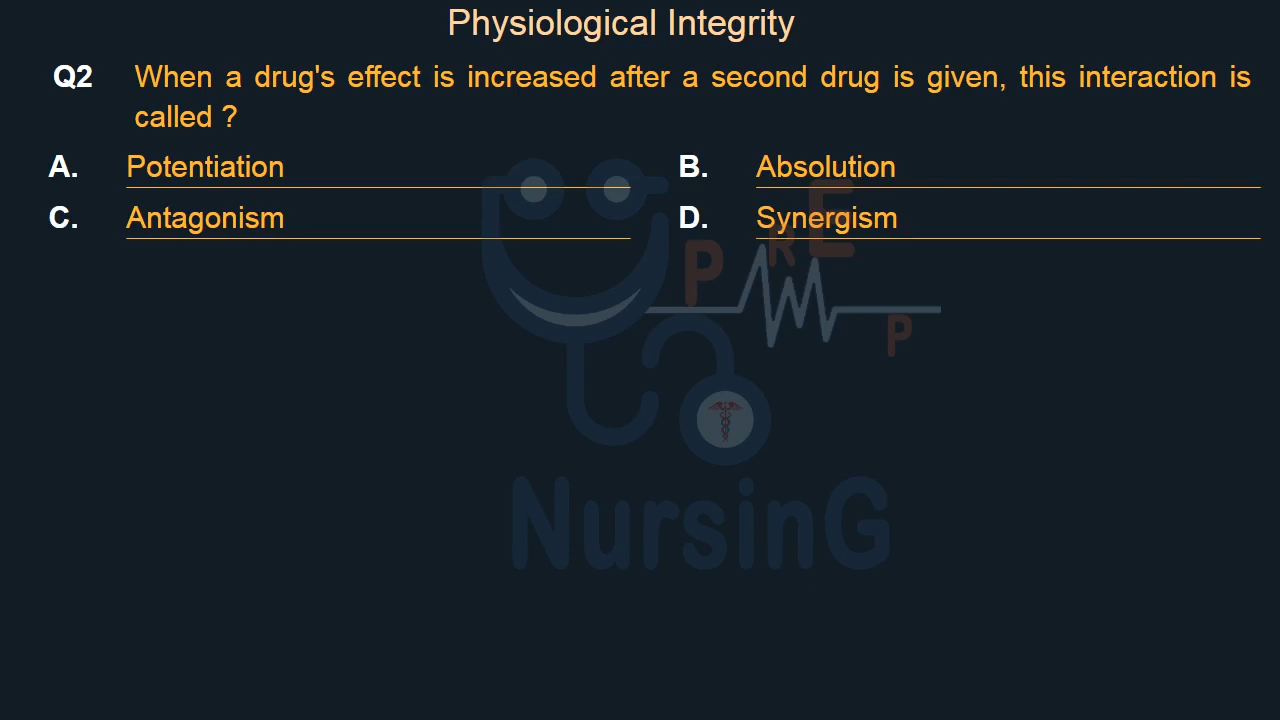 Physiological Integrity
Q2 When a drug's effect is increased after a second drug is given, this interaction is
called ?
A. Potentiation B. Absolution
C. Antagonism D. Synergism
PREP
NursinG